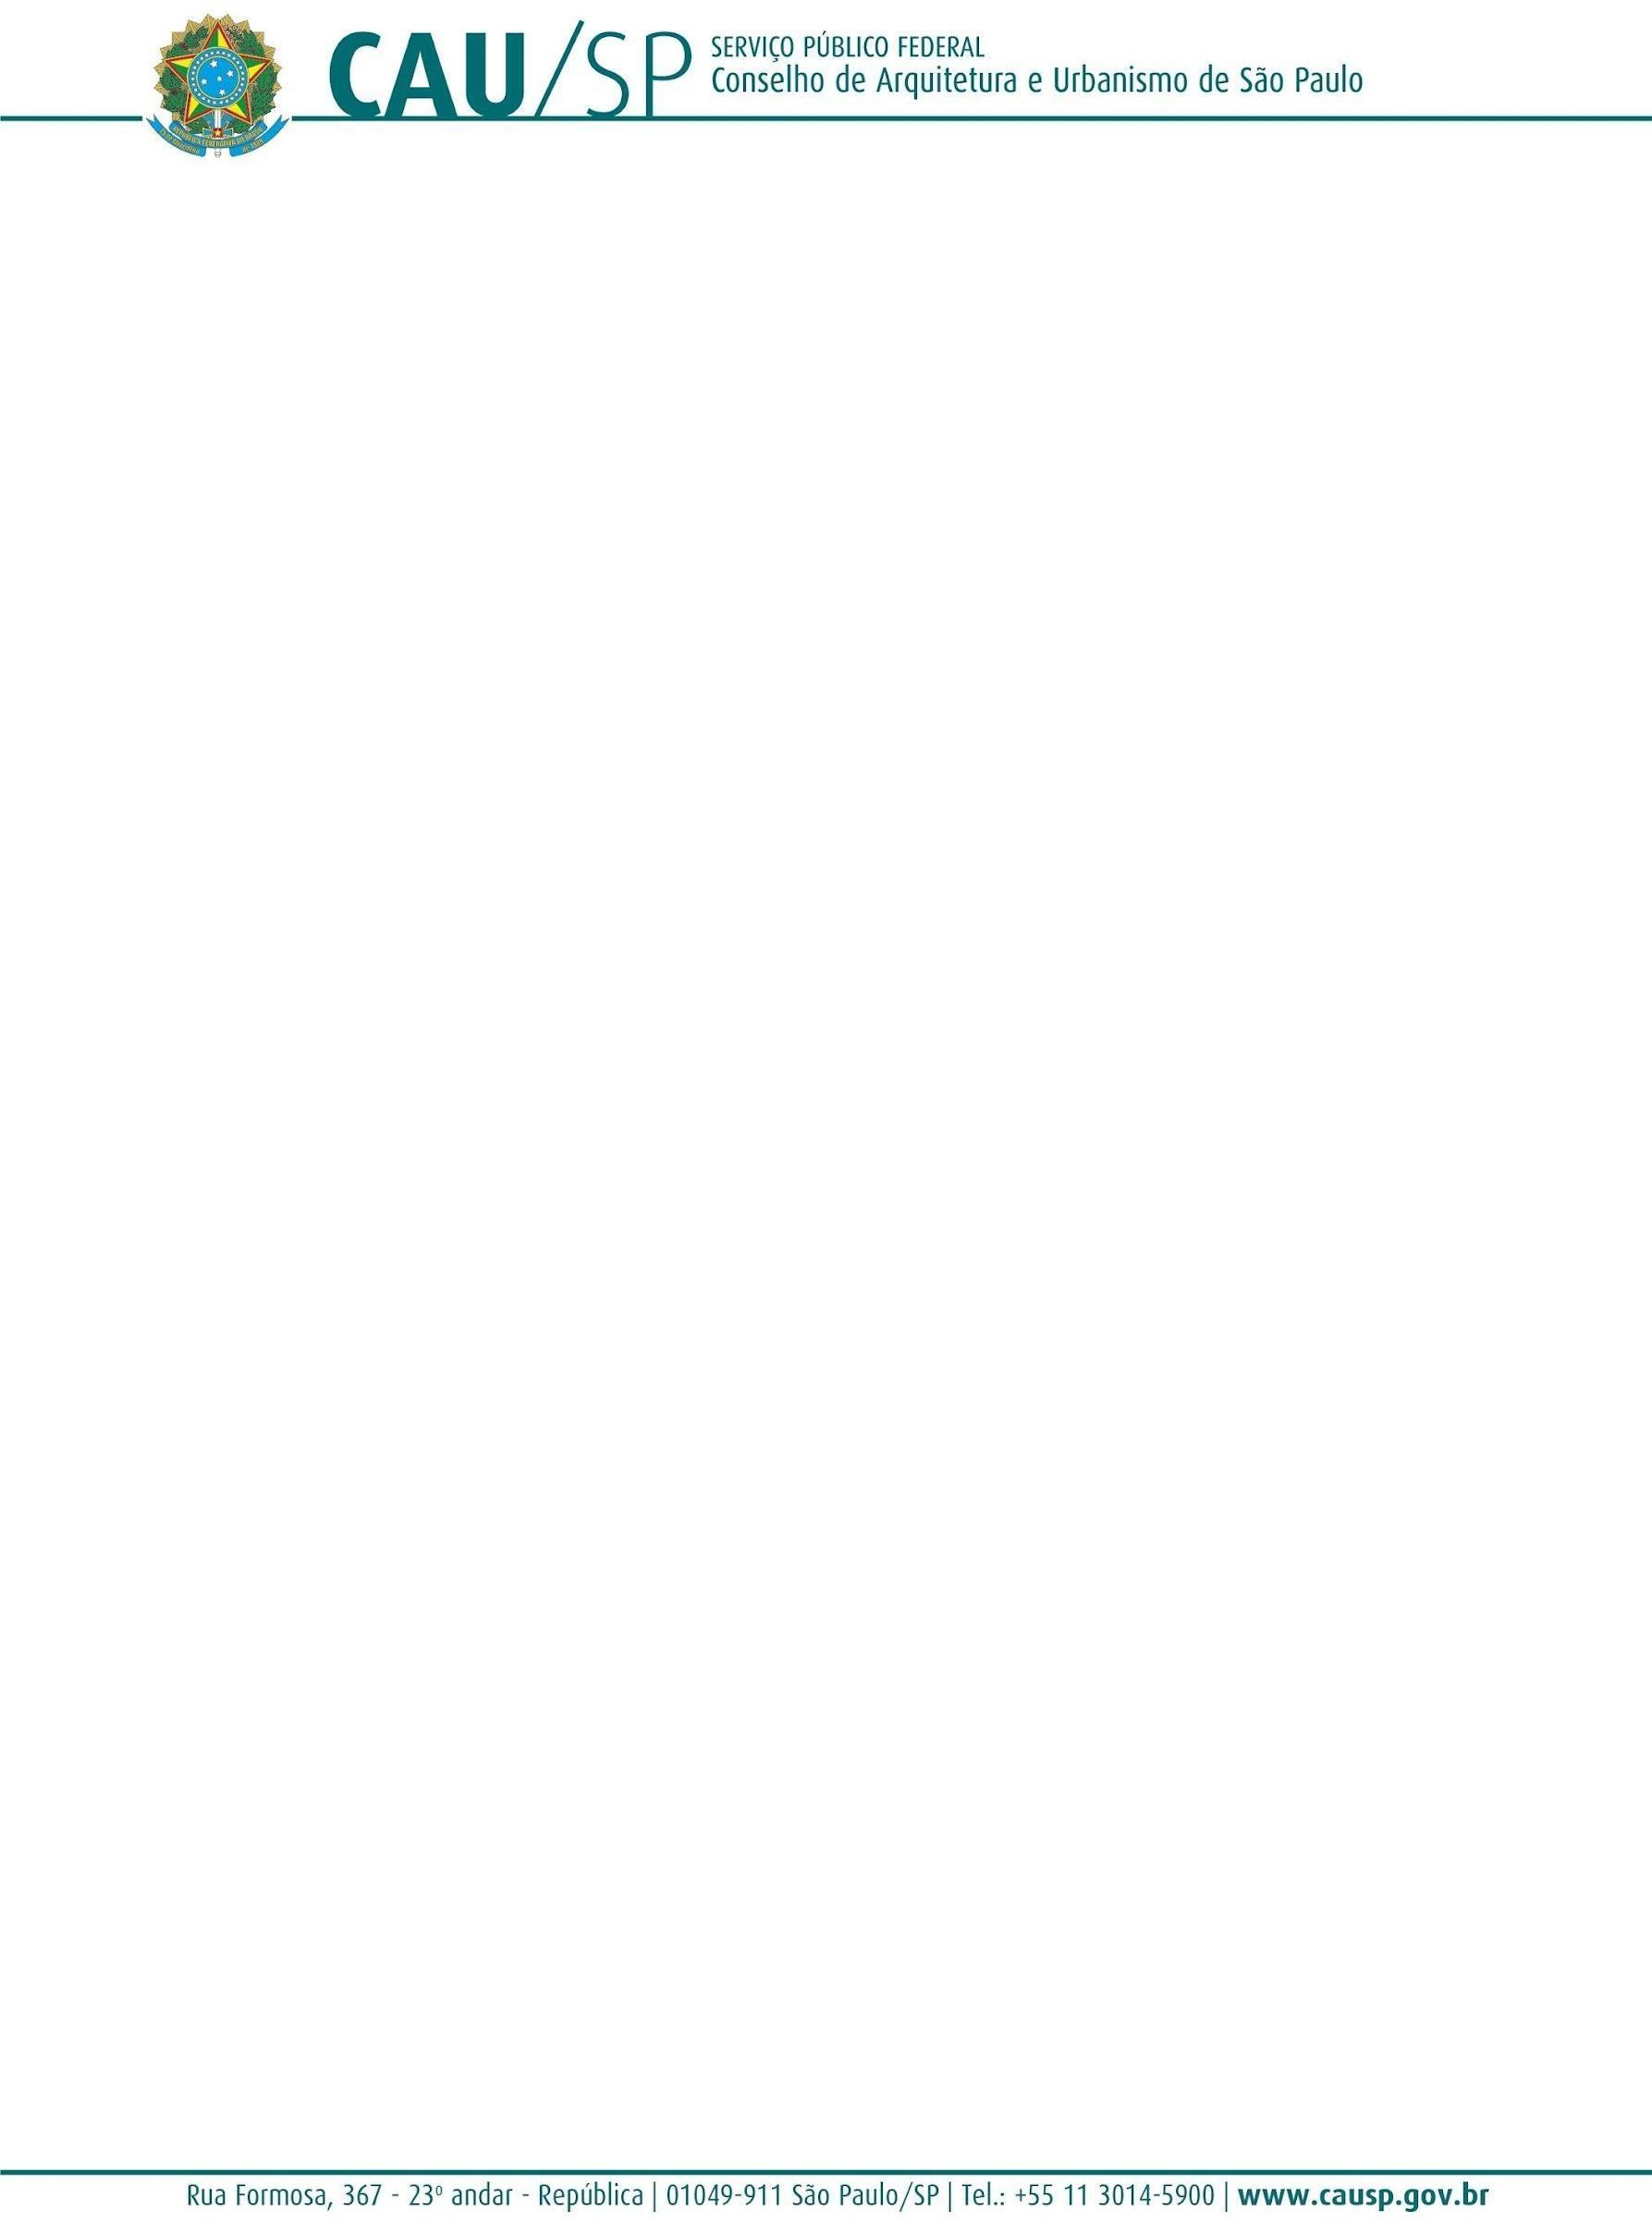 CAU/SP
SERVIÇO PÚBLICO FEDERAL
Conselho de Arquitetura e Urbanismo de São Paulo
Rua Formosa, 367 - 23º andar - República | 01049-911 São Paulo/SP | Tel.: +55 11 3014-5900 | www.causp.gov.br